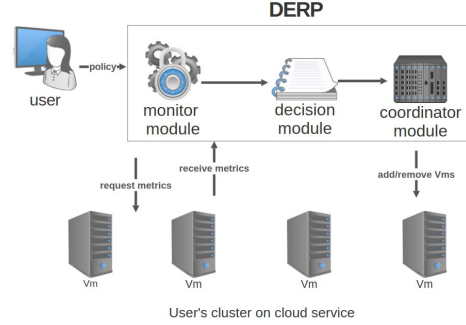 DERP
policy
user
monitor
module
decision
module
coordinator
module
request metrics
receive metrics
add/remove Vms
Vm
Vm
Vm
Vm
User's cluster on cloud service